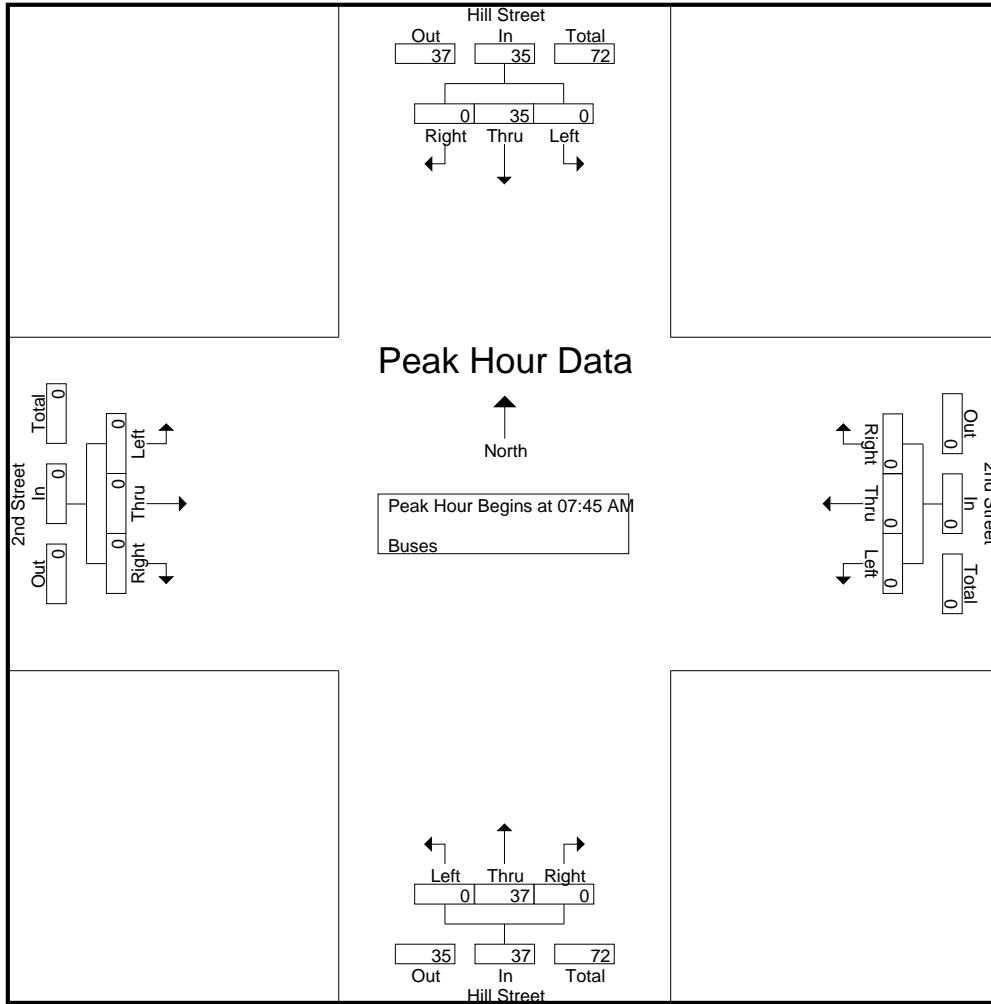 Hill Street
Out In Total
37 35 72
0 35 0
Right Thru Left
Peak Hour Data
North
Peak Hour Begins at 07:45 AM
Buses
2nd Street
Out In Total
0 0 0
0 0 0
Right Thru Left
2nd Street
Total In Out
0 0 0
0 0 0
Left Thru Right
Left Thru Right
0 37 0
35 37 72
Out In Total
Hill Street